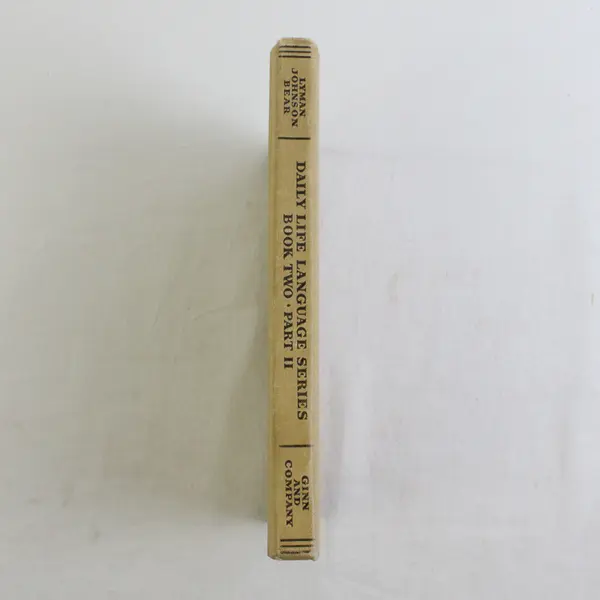 LYMAN
JOHNSON
BEAR
DAILY LIFE LANGUAGE SERIES
BOOK TWO · PART II
GINN
AND
COMPANY